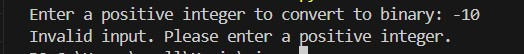 Enter a positive integer to convert to binary: -10
Invalid input. Please enter a positive integer.